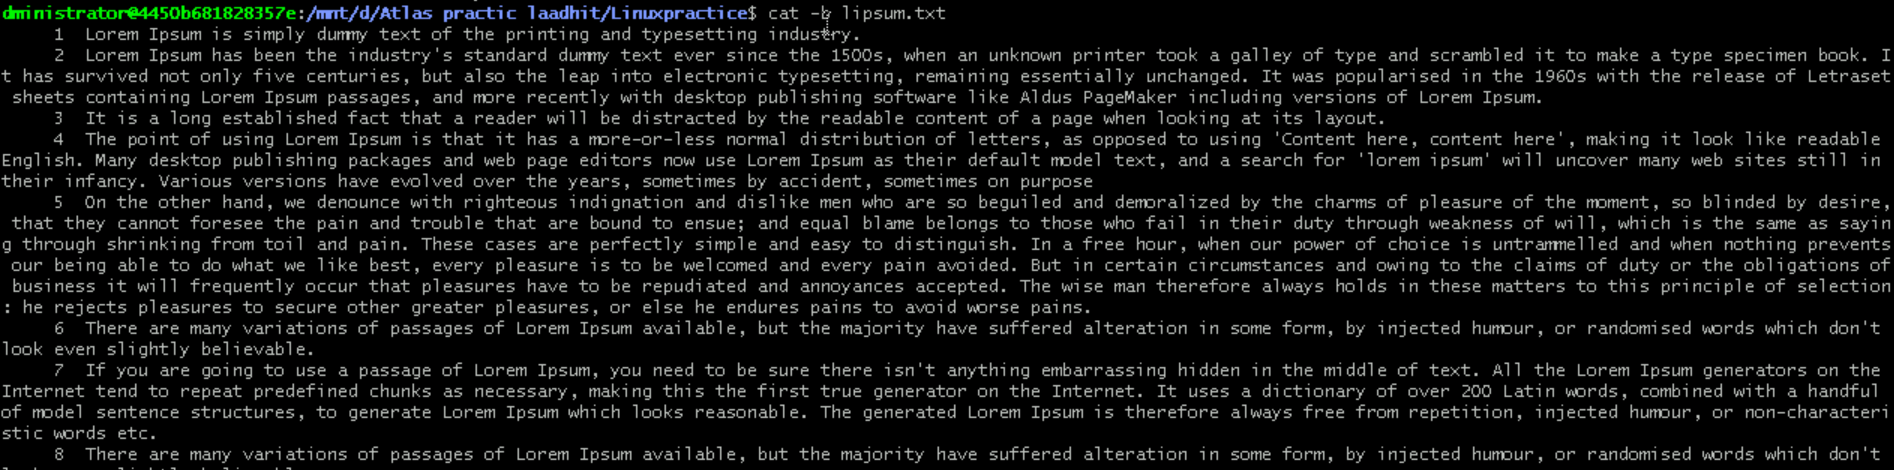 dministrator@4450b681828357e:/mnt/d/Atlas practic laadhit/Linuxpractice$ cat -b lipsum.txt
1 Lorem Ipsum is simply dummy text of the printing and typesetting industry.
2 Lorem Ipsum has been the industry's standard dummy text ever since the 1500s, when an unknown printer took a galley of type and scrambled it to make a type specimen book. I
t has survived not only five centuries, but also the leap into electronic typesetting, remaining essentially unchanged. It was popularised in the 1960s with the release of Letraset
sheets containing Lorem Ipsum passages, and more recently with desktop publishing software like Aldus PageMaker including versions of Lorem Ipsum.
3 It is a long established fact that a reader will be distracted by the readable content of a page when looking at its layout.
4 The point of using Lorem Ipsum is that it has a more-or-less normal distribution of letters, as opposed to using 'Content here, content here', making it look like readable
English. Many desktop publishing packages and web page editors now use Lorem Ipsum as their default model text, and a search for 'lorem ipsum' will uncover many web sites still in
their infancy. Various versions have evolved over the years, sometimes by accident, sometimes on purpose
5 On the other hand, we denounce with righteous indignation and dislike men who are so beguiled and demoralized by the charms of pleasure of the moment, so blinded by desire,
that they cannot foresee the pain and trouble that are bound to ensue; and equal blame belongs to those who fail in their duty through weakness of will, which is the same as sayin
g through shrinking from toil and pain. These cases are perfectly simple and easy to distinguish. In a free hour, when our power of choice is untrammelled and when nothing prevents
our being able to do what we like best, every pleasure is to be welcomed and every pain avoided. But in certain circumstances and owing to the claims of duty or the obligations of
business it will frequently occur that pleasures have to be repudiated and annoyances accepted. The wise man therefore always holds in these matters to this principle of selection
: he rejects pleasures to secure other greater pleasures, or else he endures pains to avoid worse pains.
6 There are many variations of passages of Lorem Ipsum available, but the majority have suffered alteration in some form, by injected humour, or randomised words which don't
look even slightly believable.
7 If you are going to use a passage of Lorem Ipsum, you need to be sure there isn't anything embarrassing hidden in the middle of text. All the Lorem Ipsum generators on the
Internet tend to repeat predefined chunks as necessary, making this the first true generator on the Internet. It uses a dictionary of over 200 Latin words, combined with a handful
of model sentence structures, to generate Lorem Ipsum which looks reasonable. The generated Lorem Ipsum is therefore always free from repetition, injected humour, or non-characteri
stic words etc.
8 There are many variations of passages of Lorem Ipsum available, but the majority have suffered alteration in some form, by injected humour, or randomised words which don't